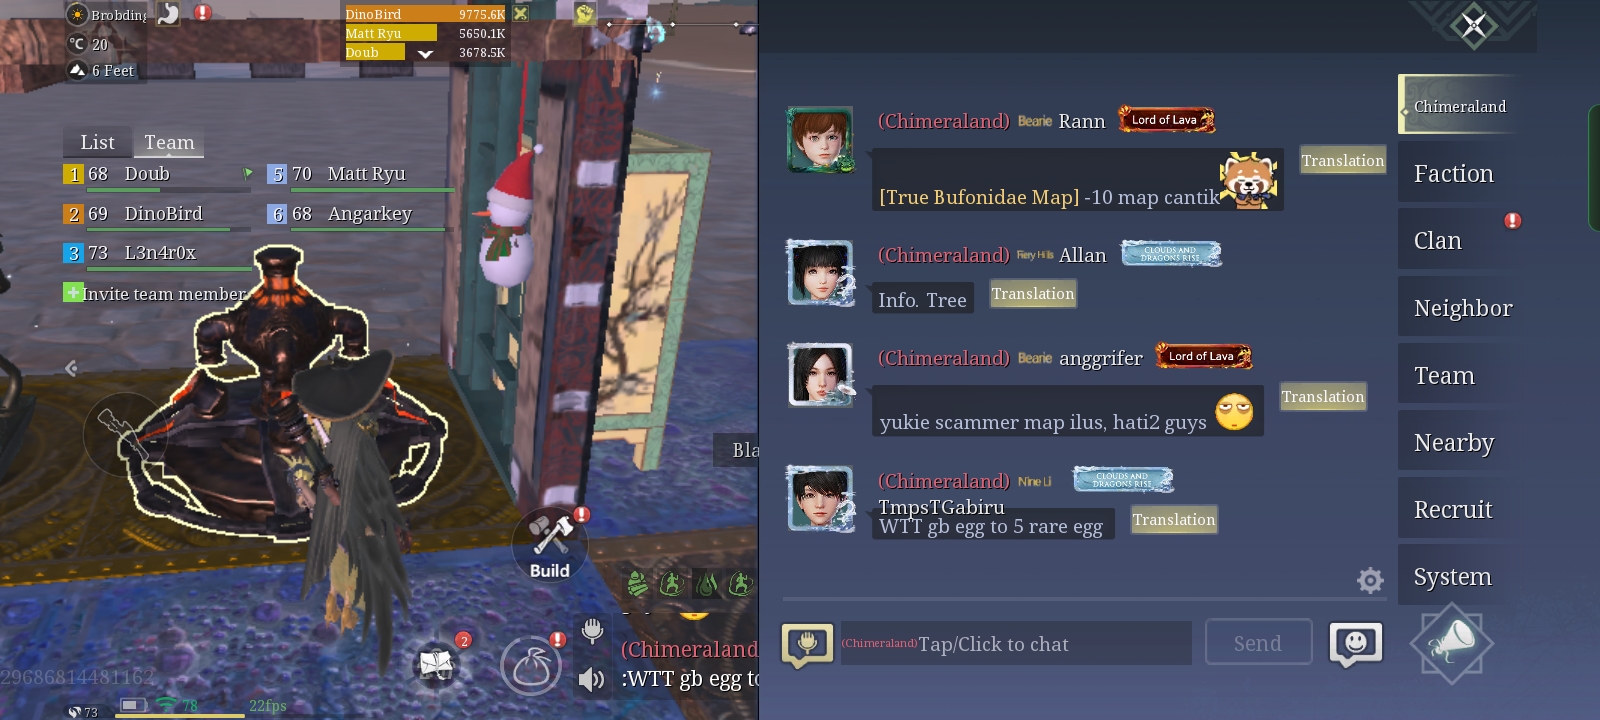 Brobding
DinoBird 9775.6K
Matt Ryu 5650.1K
Doub 3678.5K
°C 20
6 Feet
List Team
1 68 Doub
5 70 Matt Ryu
2 69 DinoBird
6 68 Angarkey
3 73 L3n4r0x
Invite team member
Bla
Build
2
(Chimeraland
:WTT gb egg to
29686814481162
73 78 22fps
(Chimeraland) Bearie Rann Lord of Lava
[True Bufonidae Map] -10 map cantik
Translation
(Chimeraland) Fiery Hills Allan CLOUDS AND DRAGONS RISE
Info. Tree
Translation
(Chimeraland) Bearie anggrifer Lord of Lava
yukie scammer map ilus, hati2 guys
Translation
(Chimeraland) Nine Li CLOUDS AND DRAGONS RISE
TmpsTGabiru
WTT gb egg to 5 rare egg
Translation
(Chimeraland) Tap/Click to chat
Send
Chimeraland
Faction
Clan
Neighbor
Team
Nearby
Recruit
System